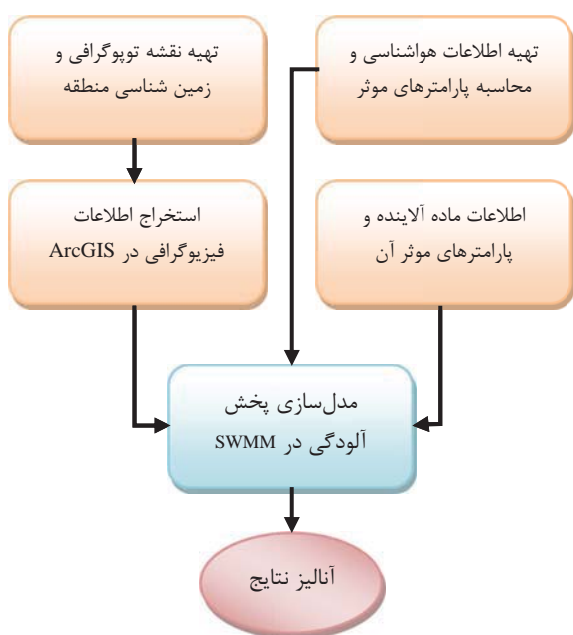 تهیه اطلاعات هواشناسی و
محاسبه پارامترهای موثر
تهیه نقشه توپوگرافی و
زمین شناسی منطقه
اطلاعات ماده آلاینده و
پارامترهای موثر آن
استخراج اطلاعات
فیزیوگرافی در ArcGIS
مدل‌سازی پخش
آلودگی در SWMM
آنالیز نتایج